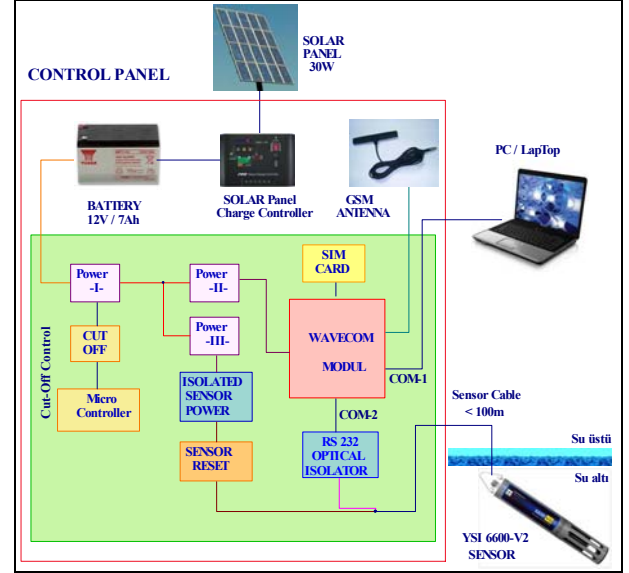 SOLAR
PANEL
30W
CONTROL PANEL
PC / LapTop
BATTERY
12V / 7Ah
SOLAR Panel
Charge Controller
GSM
ANTENNA
SIM
CARD
Power
-I-
Power
-II-
Power
-III-
CUT
OFF
Cut-Off Control
Micro
Controller
WAVECOM
MODUL
COM-1
ISOLATED
SENSOR
POWER
COM-2
Sensor Cable
< 100m
SENSOR
RESET
RS 232
OPTICAL
ISOLATOR
Su üstü
Su altı
YSI 6600-V2
SENSOR